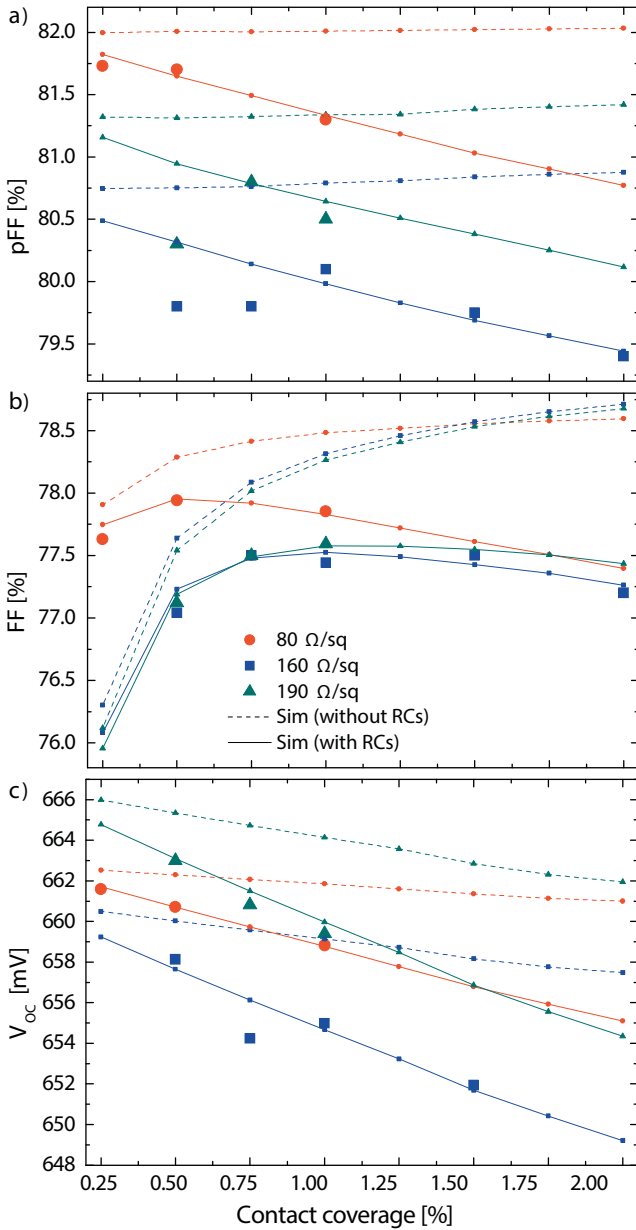 a)
82.0
81.5
81.0
80.5
80.0
79.5
pFF [%]
b)
78.5
78.0
77.5
77.0
76.5
76.0
FF [%]
80 Ω/sq
160 Ω/sq
190 Ω/sq
Sim (without RCs)
Sim (with RCs)
c)
666
664
662
660
658
656
654
652
650
648
V_OC [mV]
0.25 0.50 0.75 1.00 1.25 1.50 1.75 2.00
Contact coverage [%]